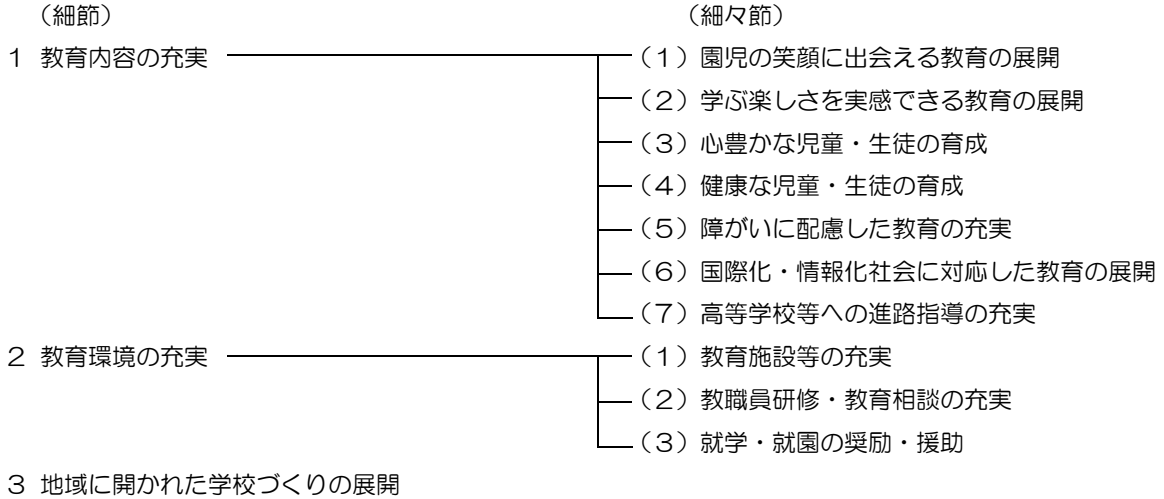 （細節） （細々節）
１ 教育内容の充実 （１）園児の笑顔に出会える教育の展開
（２）学ぶ楽しさを実感できる教育の展開
（３）心豊かな児童・生徒の育成
（４）健康な児童・生徒の育成
（５）障がいに配慮した教育の充実
（６）国際化・情報化社会に対応した教育の展開
（７）高等学校等への進路指導の充実
２ 教育環境の充実 （１）教育施設等の充実
（２）教職員研修・教育相談の充実
（３）就学・就園の奨励・援助
３ 地域に開かれた学校づくりの展開